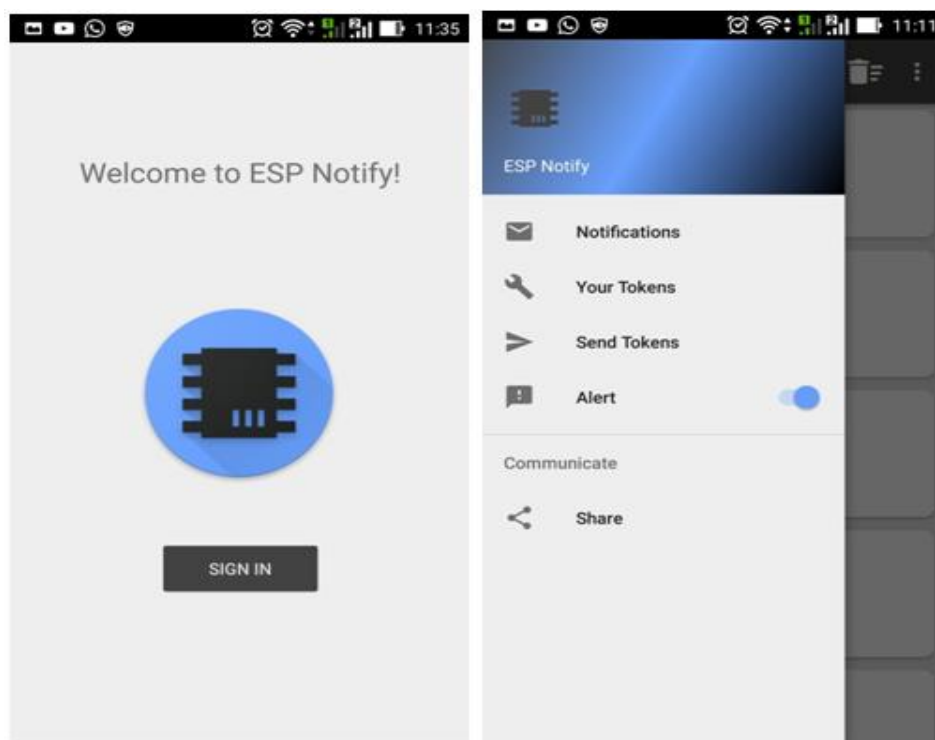 11:35
Welcome to ESP Notify!
SIGN IN
11:11
ESP Notify
Notifications
Your Tokens
Send Tokens
Alert
Communicate
Share